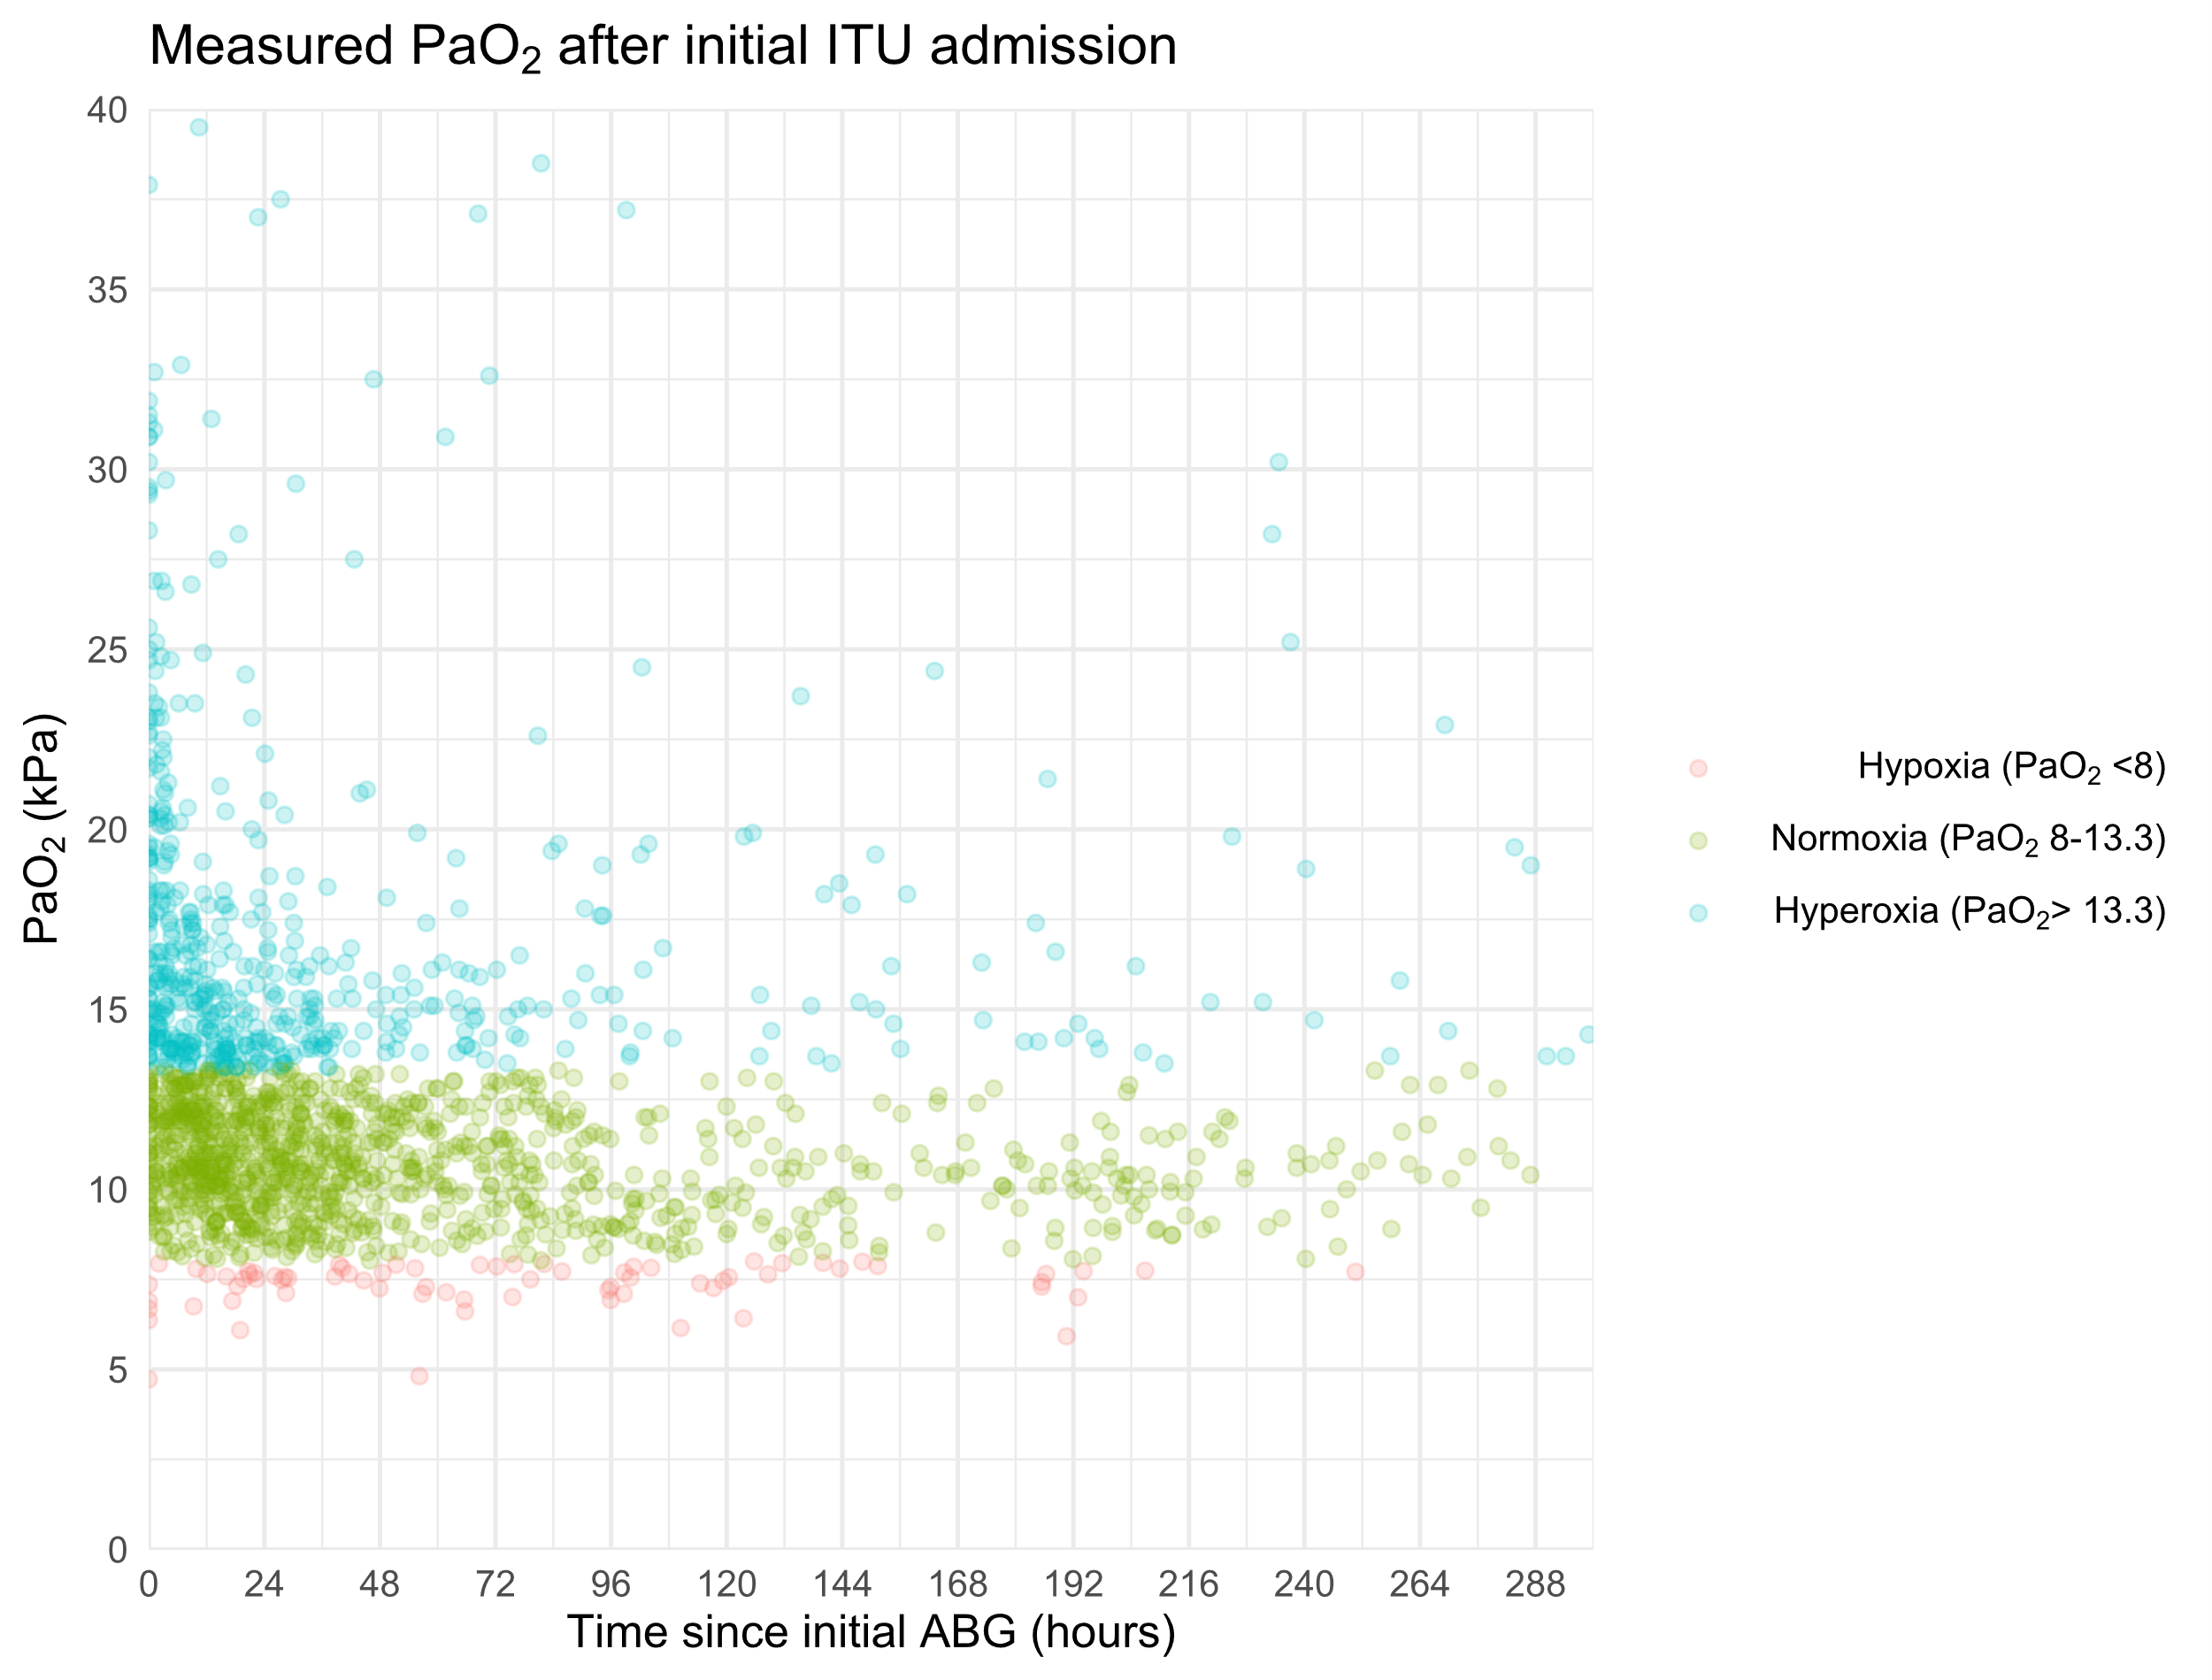 Measured PaO₂ after initial ITU admission
40
35
30
25
20
15
10
5
0
PaO₂ (kPa)
0 24 48 72 96 120 144 168 192 216 240 264 288
Time since initial ABG (hours)
Hypoxia (PaO₂ <8)
Normoxia (PaO₂ 8-13.3)
Hyperoxia (PaO₂> 13.3)